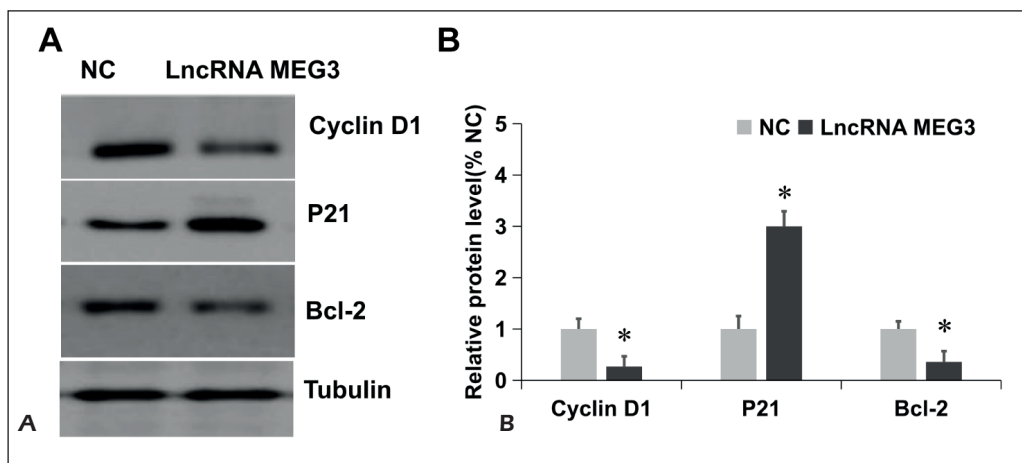 A
NC LncRNA MEG3
Cyclin D1
P21
Bcl-2
Tubulin
A
B
Relative protein level(% NC)
NC LncRNA MEG3
5
4
3
2
1
0
*
*
*
Cyclin D1 P21 Bcl-2
B